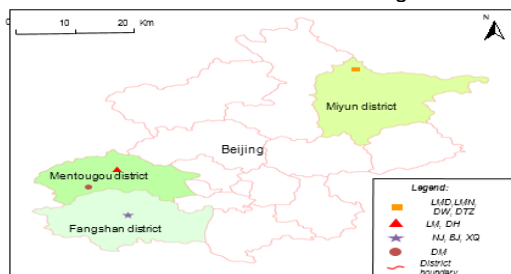 0 10 20 Km
N
Miyun district
Beijing
Mentougou district
Fangshan district
Legend:
LMD,LMN,
DW, DTZ
LM, DH
NJ, BJ, XQ
DM
District
boundary